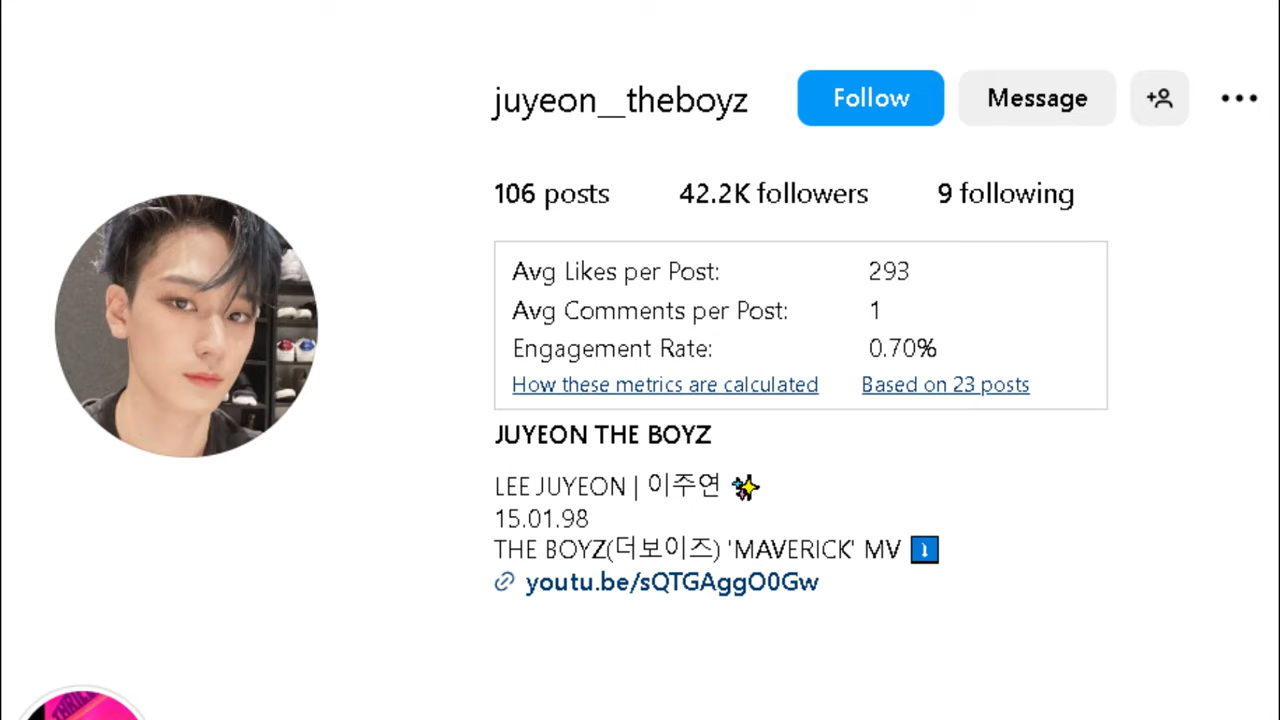 juyeon__theboyz Follow Message
106 posts 42.2K followers 9 following
Avg Likes per Post: 293
Avg Comments per Post: 1
Engagement Rate: 0.70%
How these metrics are calculated Based on 23 posts
JUYEON THE BOYZ
LEE JUYEON | 이주연 ✨
15.01.98
THE BOYZ(더보이즈) 'MAVERICK' MV ⤵️
youtu.be/sQTGAggO0Gw